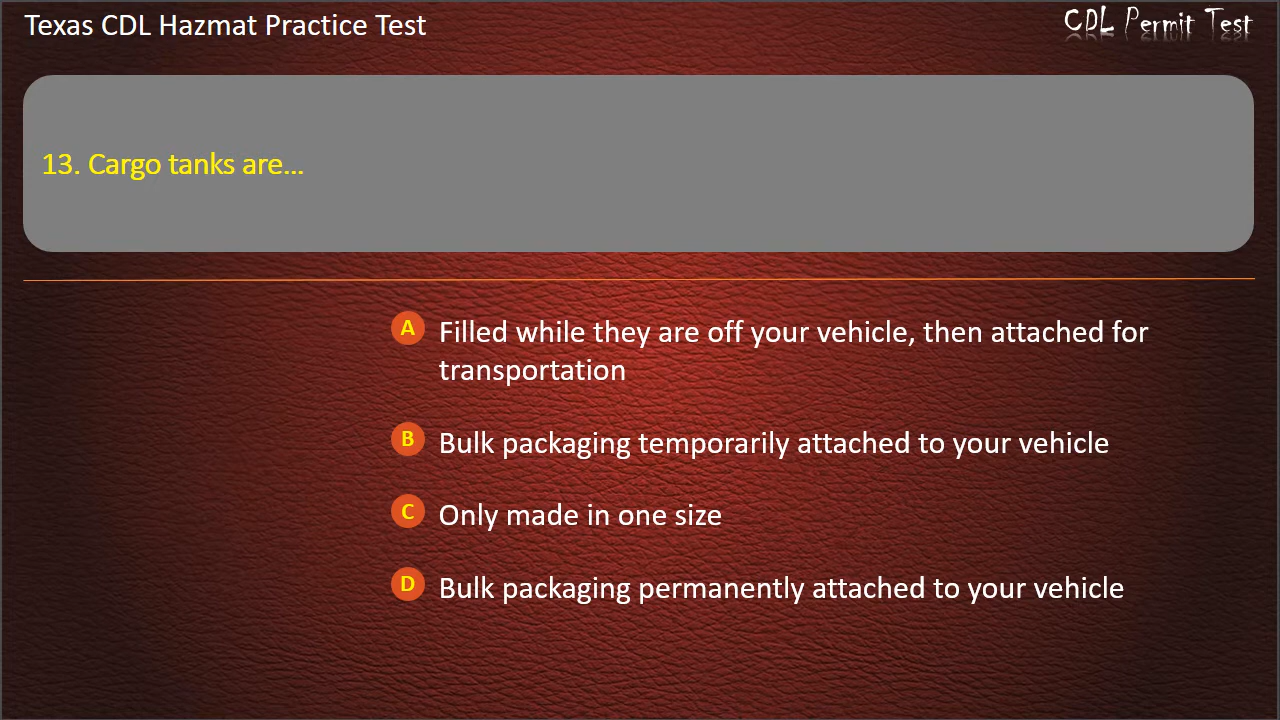 Texas CDL Hazmat Practice Test
CDL Permit Test
13. Cargo tanks are...
A Filled while they are off your vehicle, then attached for
transportation
B Bulk packaging temporarily attached to your vehicle
C Only made in one size
D Bulk packaging permanently attached to your vehicle